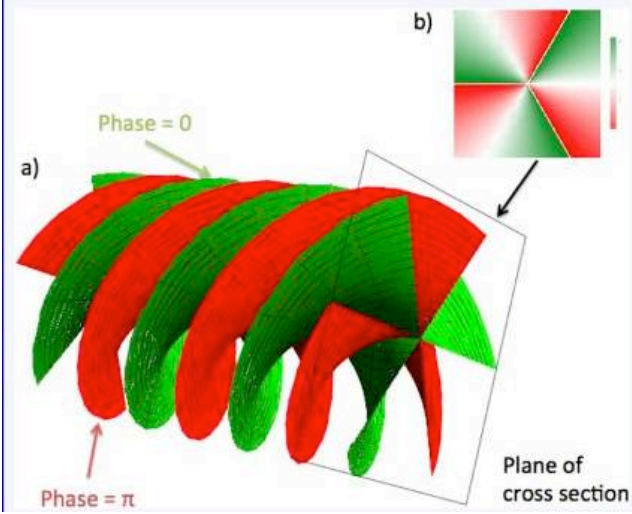 b)
Phase = 0
a)
Phase = π
Plane of
cross section